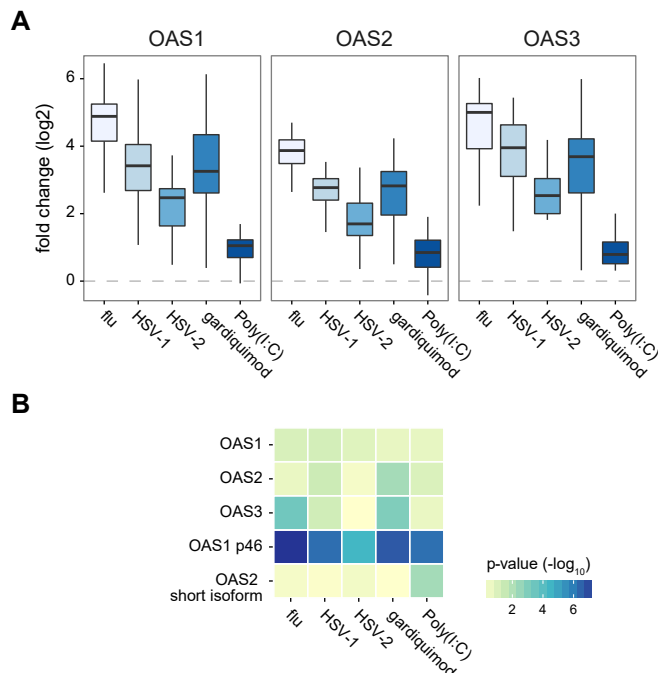 A
OAS1 OAS2 OAS3
fold change (log2)
6
4
2
0
flu HSV-1 HSV-2 gardiquimod Poly(I:C) flu HSV-1 HSV-2 gardiquimod Poly(I:C) flu HSV-1 HSV-2 gardiquimod Poly(I:C)
B
OAS1
OAS2
OAS3
OAS1 p46
OAS2
short isoform
flu HSV-1 HSV-2 gardiquimod Poly(I:C)
p-value (-log10)
2 4 6